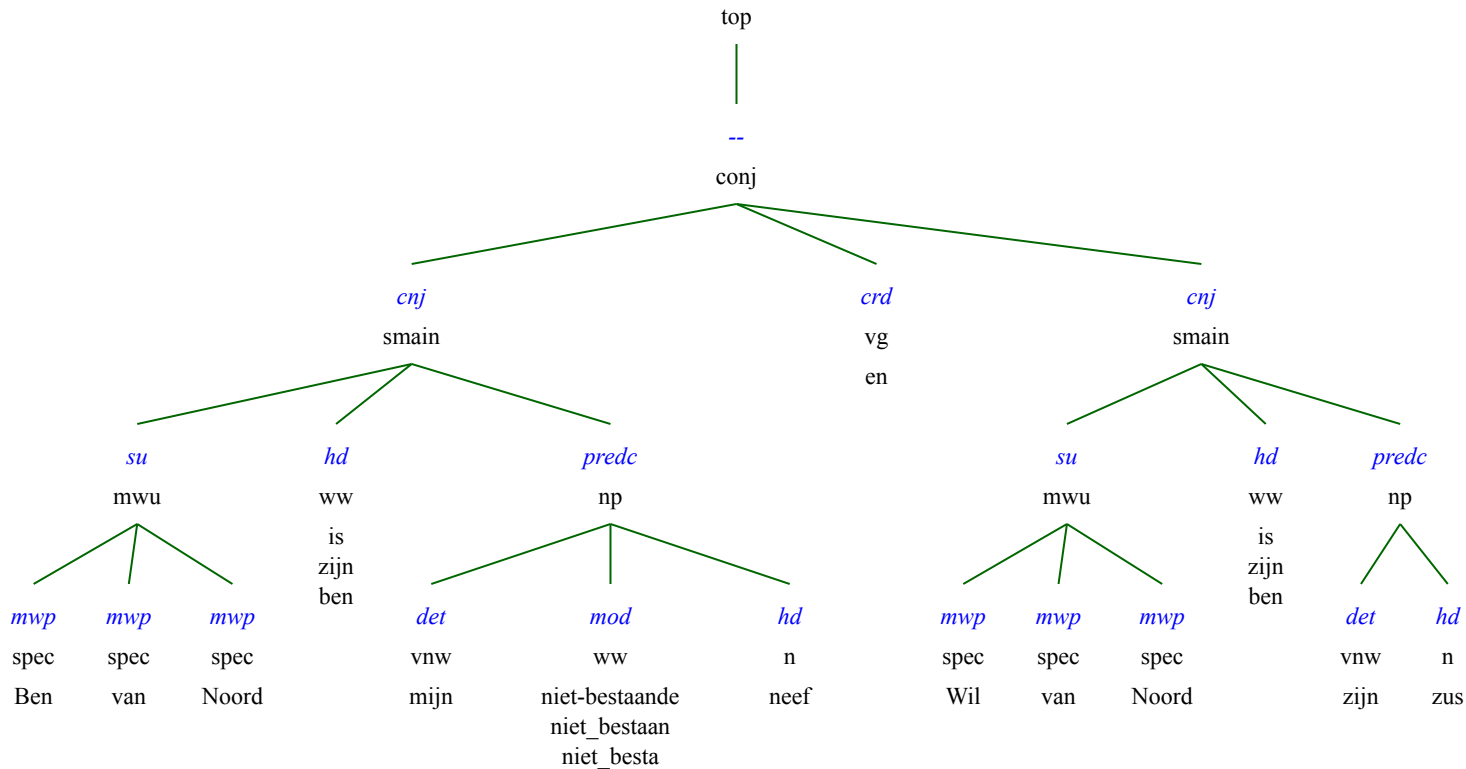 top
--
conj
cnj crd cnj
smain vg smain
en
su hd predc su hd predc
mwu ww np mwu ww np
is is
zijn zijn
ben ben
mwp mwp mwp det mod hd mwp mwp mwp det hd
spec spec spec vnw ww n spec spec spec vnw n
Ben van Noord mijn niet-bestaande neef Wil van Noord zijn zus
niet_bestaan
niet_besta